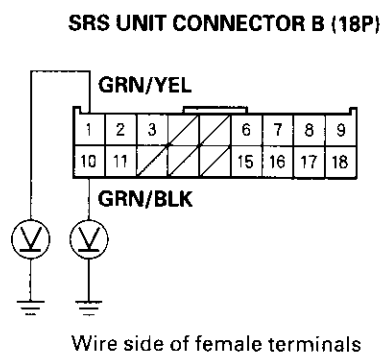 SRS UNIT CONNECTOR B (18P)
GRN/YEL
1 2 3 6 7 8 9
10 11 15 16 17 18
GRN/BLK
V V
Wire side of female terminals